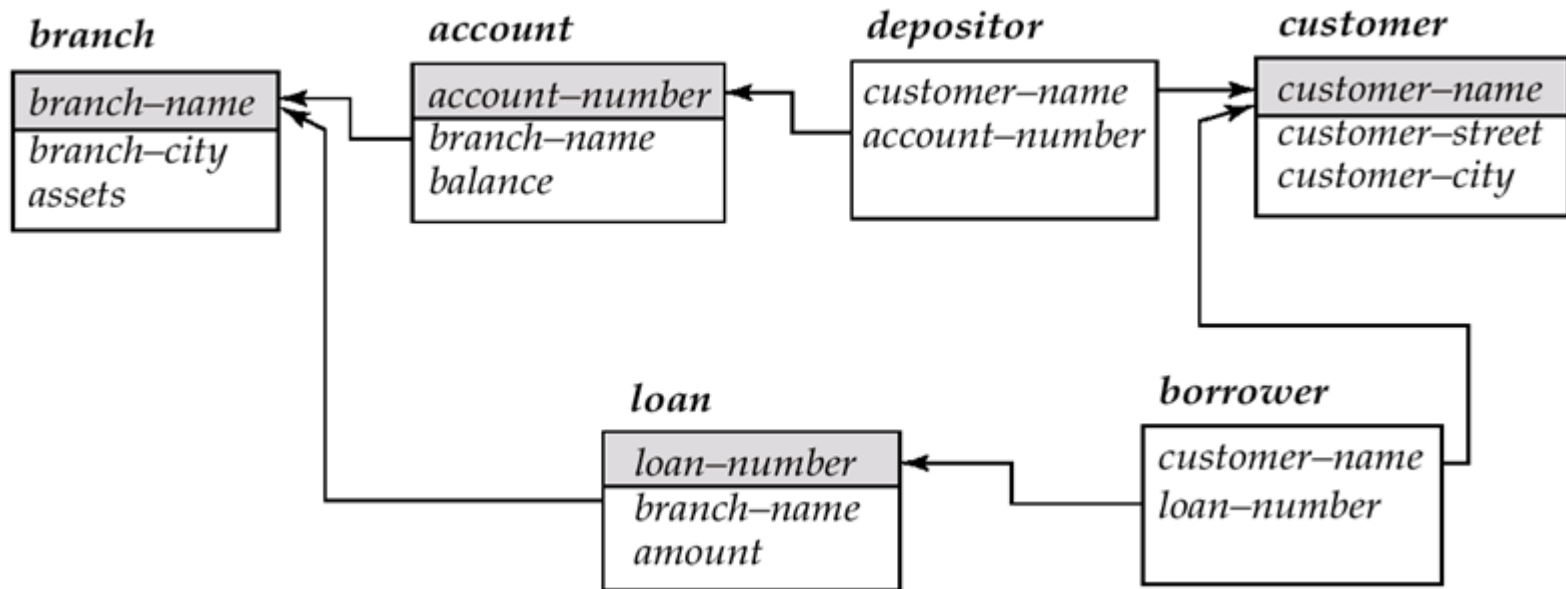 branch
branch–name
branch–city
assets
account
account–number
branch–name
balance
depositor
customer–name
account–number
customer
customer–name
customer–street
customer–city
loan
loan–number
branch–name
amount
borrower
customer–name
loan–number